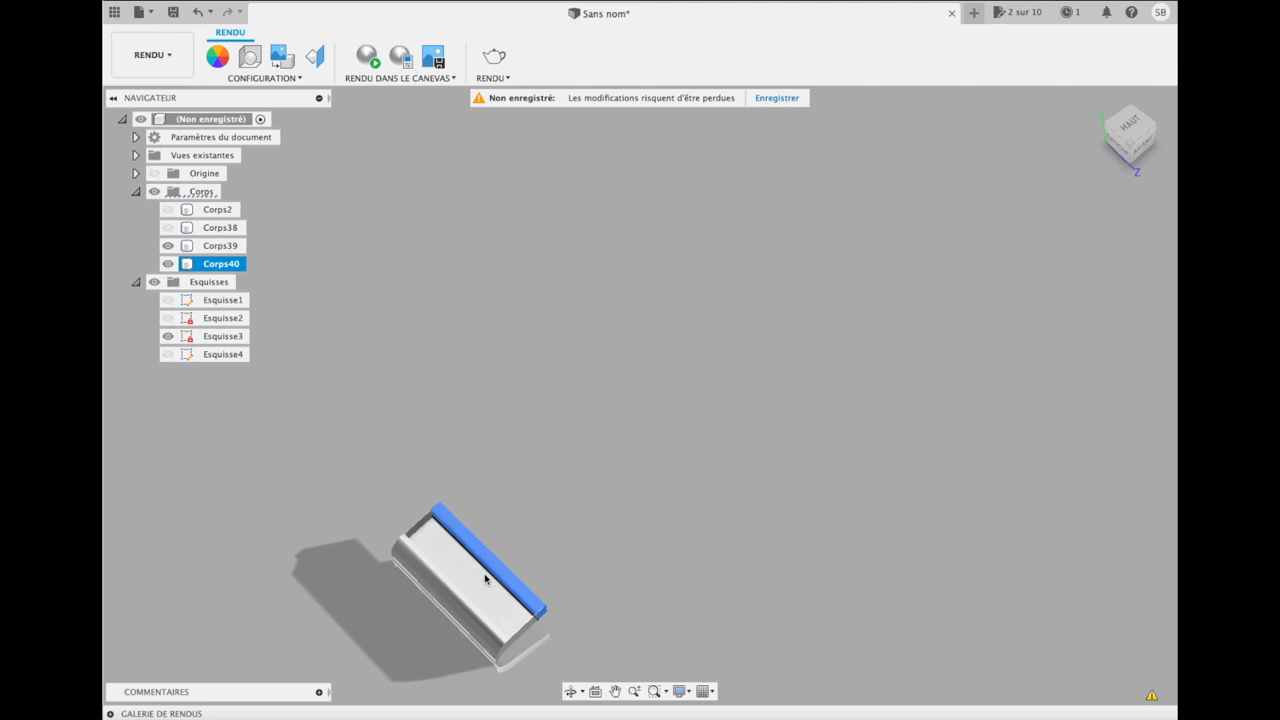 Sans nom*
2 sur 10
1
SB
RENDU
RENDU
CONFIGURATION
RENDU DANS LE CANEVAS
RENDU
NAVIGATEUR
Non enregistré: Les modifications risquent d'être perdues Enregistrer
(Non enregistré)
Paramètres du document
Vues existantes
Origine
Corps
Corps2
Corps38
Corps39
Corps40
Esquisses
Esquisse1
Esquisse2
Esquisse3
Esquisse4
HAUT
Z
COMMENTAIRES
GALERIE DE RENDUS